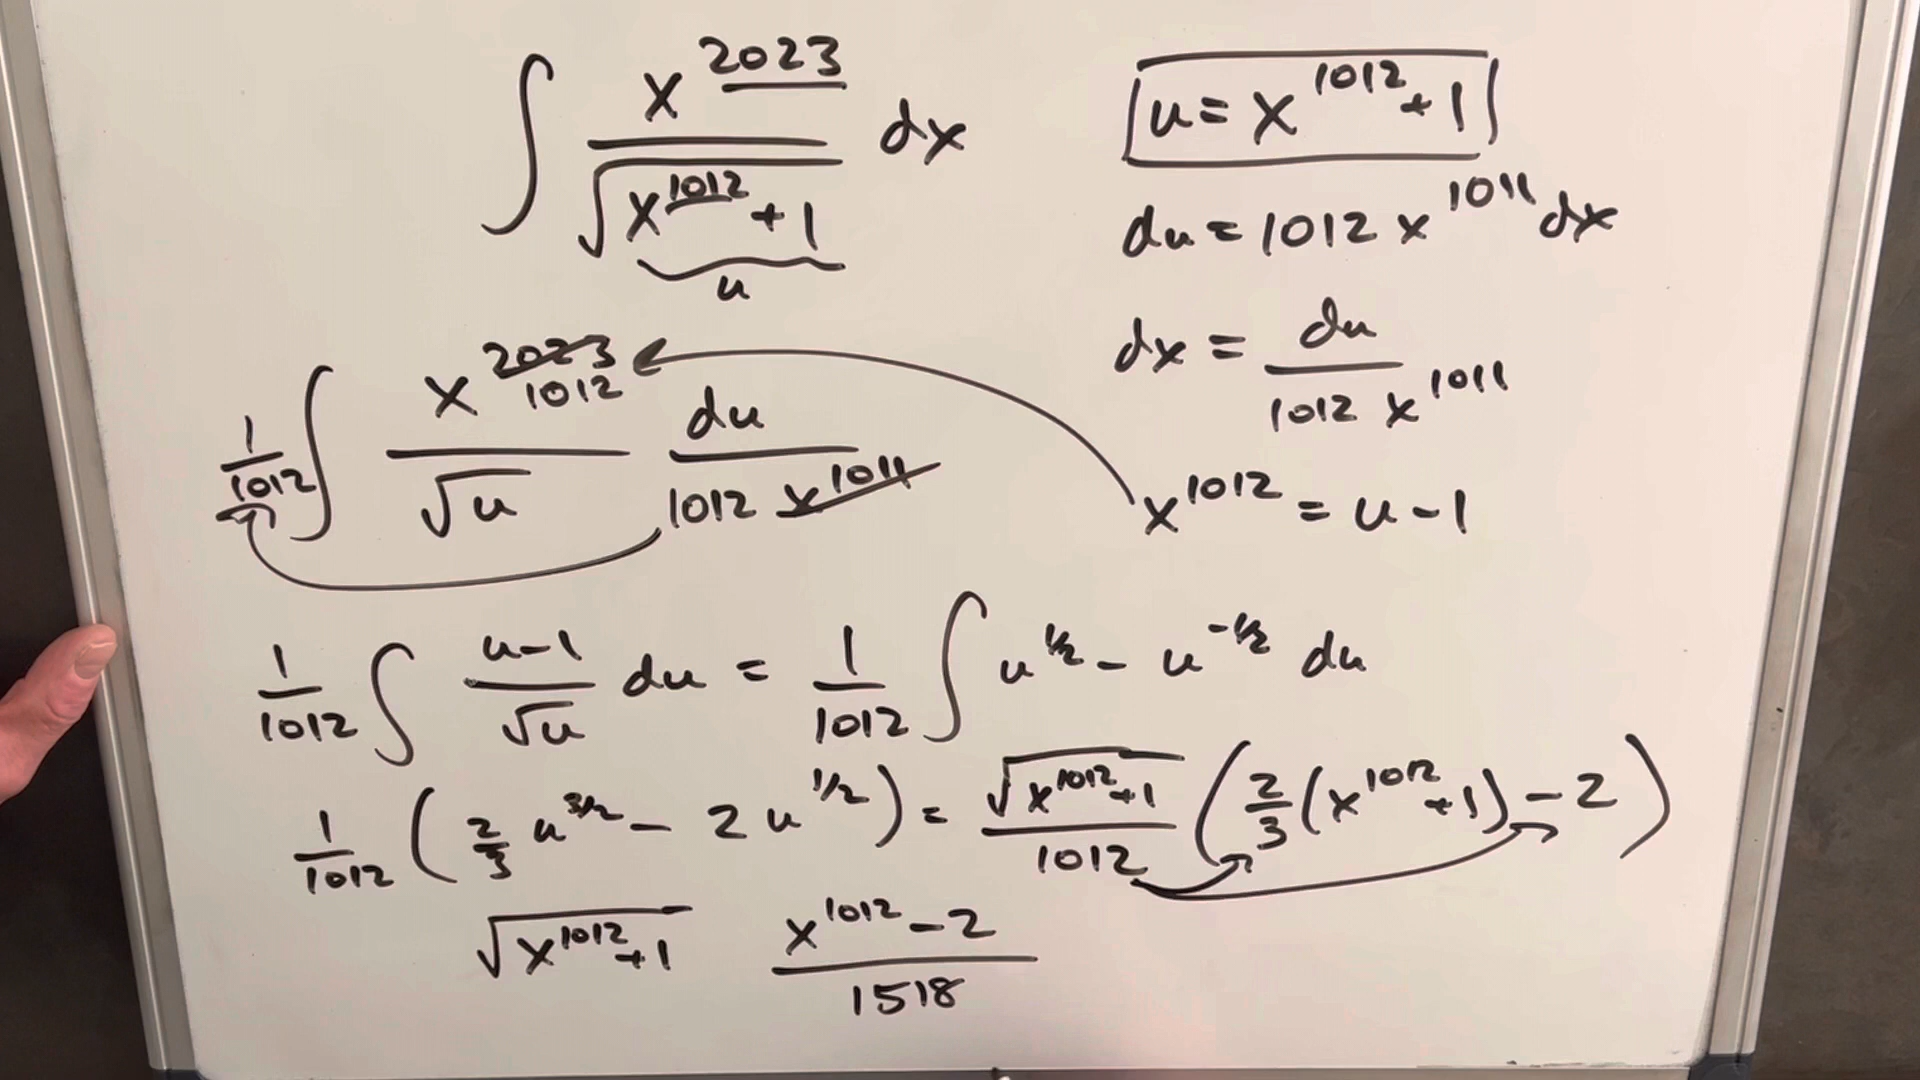 ∫ x^2023 / √(x^1012 + 1) dx
u
u = x^1012 + 1
du = 1012 x^1011 dx
dx = du / (1012 x^1011)
1/1012 ∫ x^2023 1012 / √u du / (1012 x^1011)
x^1012 = u - 1
1/1012 ∫ (u-1)/√u du = 1/1012 ∫ u^1/2 - u^-1/2 du
1/1012 ( 2/3 u^3/2 - 2 u^1/2 ) = √(x^1012 + 1) / 1012 ( 2/3 (x^1012 + 1) - 2 )
√(x^1012 + 1) (x^1012 - 2) / 1518